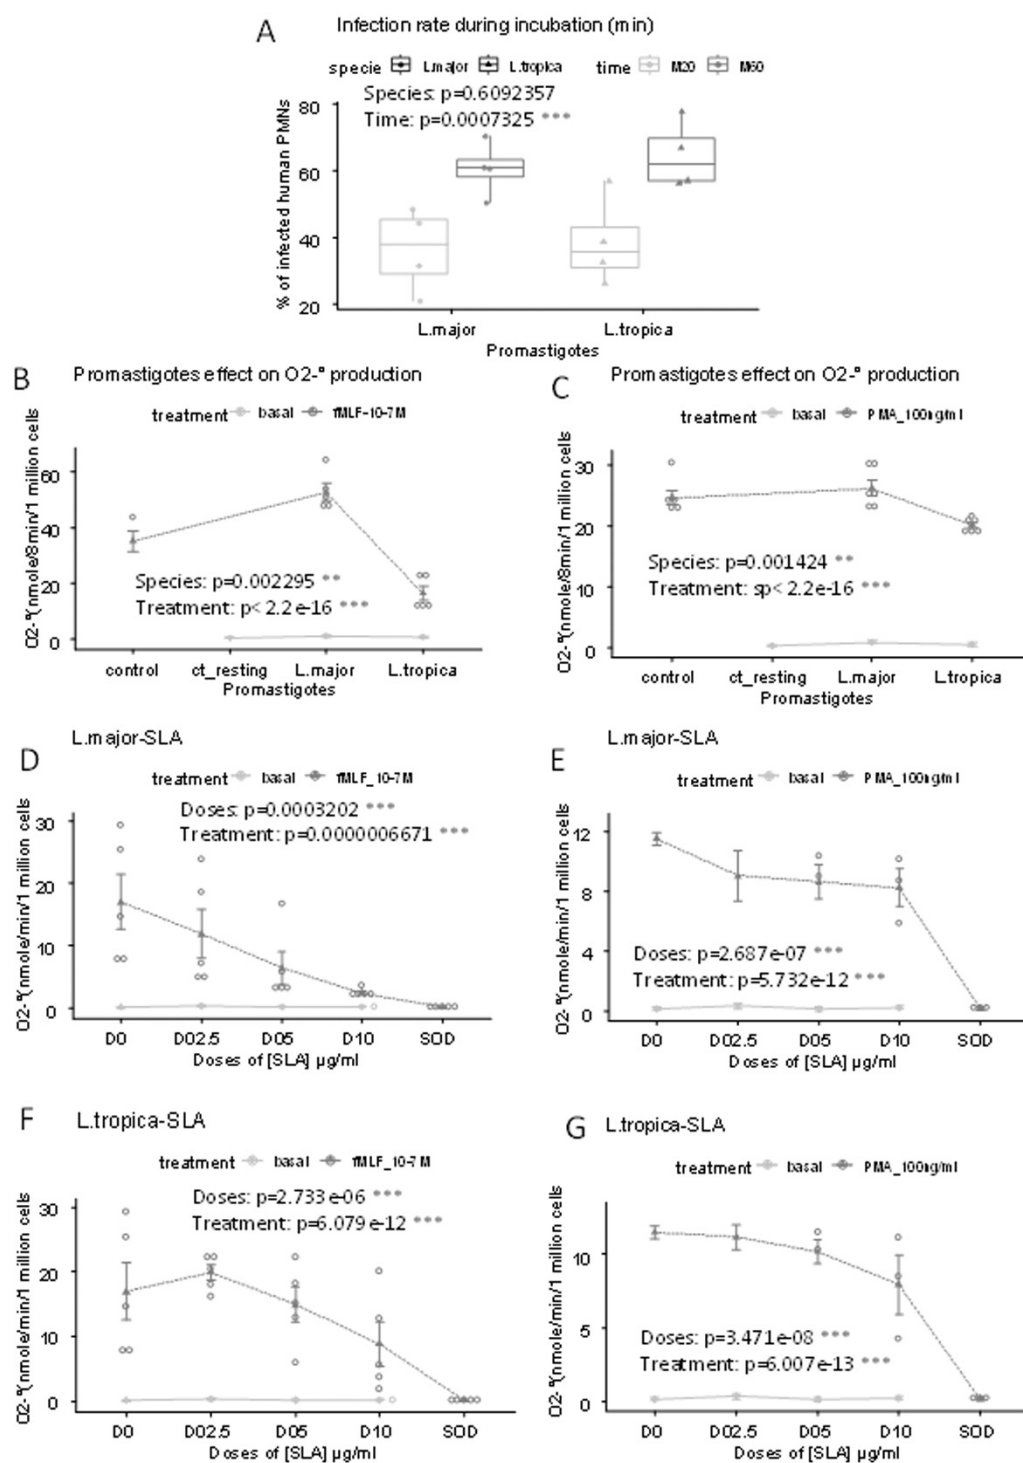 A Infection rate during incubation (min)
specie L.major L.tropica time M20 M60
Species: p=0.6092357
Time: p=0.0007325 ***
% of infected human PMNs
80
60
40
20
L.major L.tropica
Promastigotes
B Promastigotes effect on O2-° production
treatment basal fMLF-10-7M
O2-°(nmole/8min/1 million cells
60
40
20
0
Species: p=0.002295 **
Treatment: p< 2.2e-16 ***
control ct_resting L.major L.tropica
Promastigotes
C Promastigotes effect on O2-° production
treatment basal PMA_100ng/ml
O2-°(nmole/8min/1 million cells
30
20
10
0
Species: p=0.001424 **
Treatment: sp< 2.2e-16 ***
control ct_resting L.major L.tropica
Promastigotes
D L.major-SLA
treatment basal fMLF_10-7M
Doses: p=0.0003202 ***
Treatment: p=0.0000006671 ***
O2-°(nmole/min/1 million cells
30
20
10
0
D0 D02.5 D05 D10 SOD
Doses of [SLA] µg/ml
E L.major-SLA
treatment basal PMA_100ng/ml
O2-°(nmole/min/1 million cells
12
8
4
0
Doses: p=2.687e-07 ***
Treatment: p=5.732e-12 ***
D0 D02.5 D05 D10 SOD
Doses of [SLA] µg/ml
F L.tropica-SLA
treatment basal fMLF_10-7M
Doses: p=2.733e-06 ***
Treatment: p=6.079e-12 ***
O2-°(nmole/min/1 million cells
30
20
10
0
D0 D02.5 D05 D10 SOD
Doses of [SLA] µg/ml
G L.tropica-SLA
treatment basal PMA_100ng/ml
O2-°(nmole/min/1 million cells
10
5
0
Doses: p=3.471e-08 ***
Treatment: p=6.007e-13 ***
D0 D02.5 D05 D10 SOD
Doses of [SLA] µg/ml